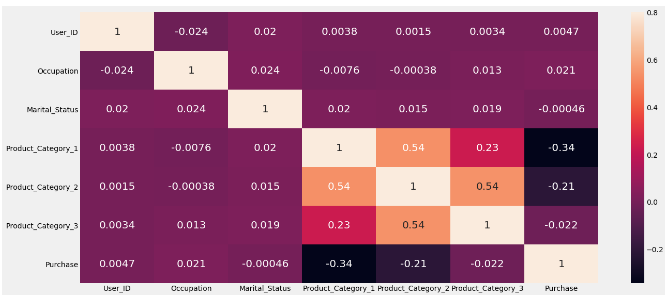 User_ID 1 -0.024 0.02 0.0038 0.0015 0.0034 0.0047
Occupation -0.024 1 0.024 -0.0076 -0.00038 0.013 0.021
Marital_Status 0.02 0.024 1 0.02 0.015 0.019 -0.00046
Product_Category_1 0.0038 -0.0076 0.02 1 0.54 0.23 -0.34
Product_Category_2 0.0015 -0.00038 0.015 0.54 1 0.54 -0.21
Product_Category_3 0.0034 0.013 0.019 0.23 0.54 1 -0.022
Purchase 0.0047 0.021 -0.00046 -0.34 -0.21 -0.022 1
User_ID Occupation Marital_Status Product_Category_1 Product_Category_2 Product_Category_3 Purchase
0.8
0.6
0.4
0.2
0.0
−0.2